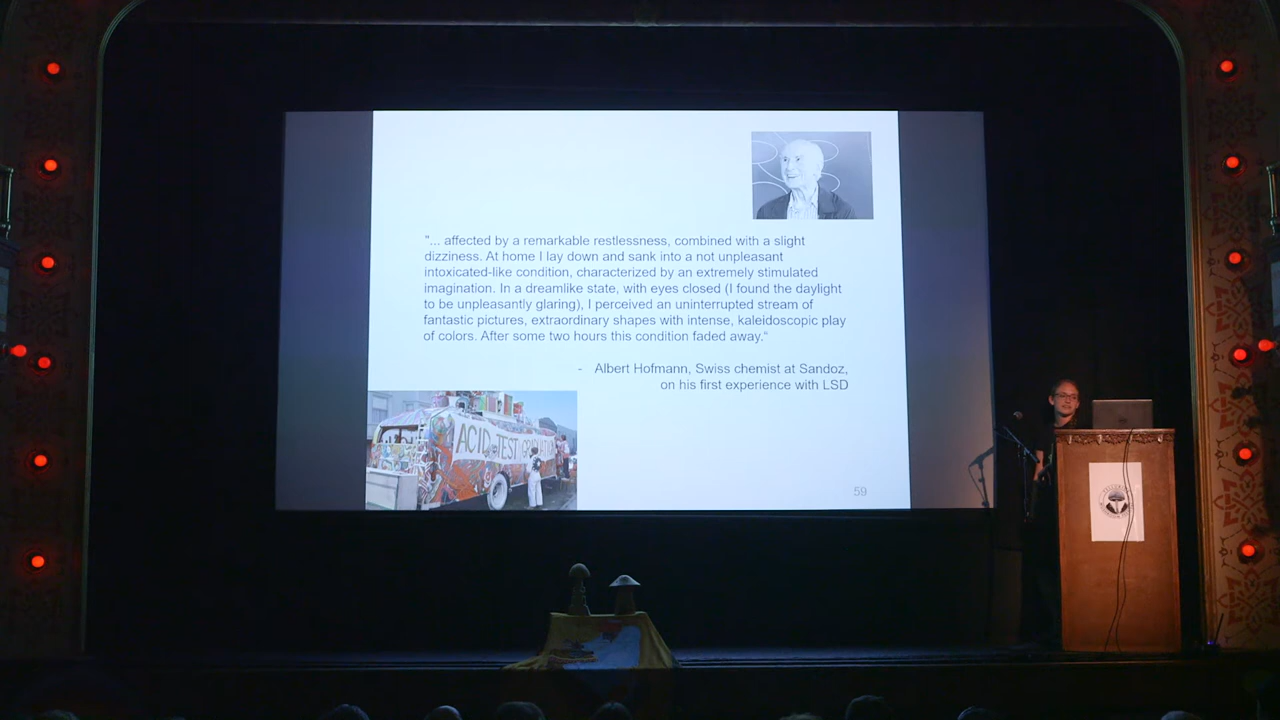 "... affected by a remarkable restlessness, combined with a slight
dizziness. At home I lay down and sank into a not unpleasant
intoxicated-like condition, characterized by an extremely stimulated
imagination. In a dreamlike state, with eyes closed (I found the daylight
to be unpleasantly glaring), I perceived an uninterrupted stream of
fantastic pictures, extraordinary shapes with intense, kaleidoscopic play
of colors. After some two hours this condition faded away."
- Albert Hofmann, Swiss chemist at Sandoz,
on his first experience with LSD
ACID TEST
59